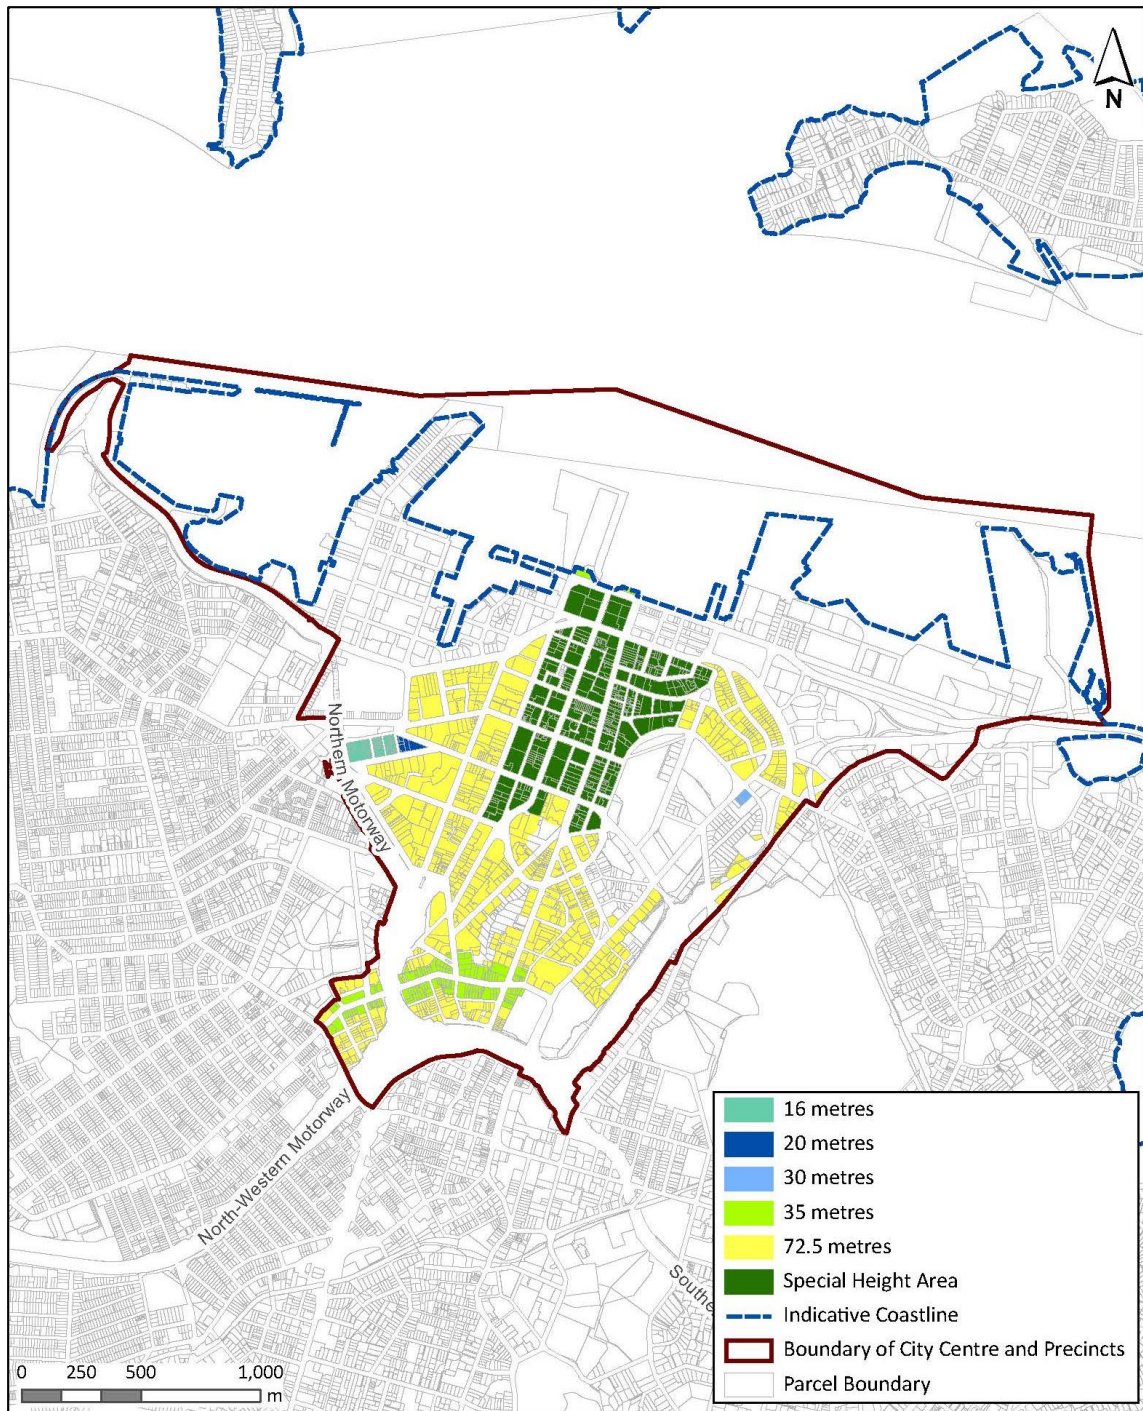 N
Northern Motorway
North-Western Motorway
16 metres
20 metres
30 metres
35 metres
72.5 metres
Special Height Area
Indicative Coastline
Boundary of City Centre and Precincts
Parcel Boundary
0 250 500 1,000
m